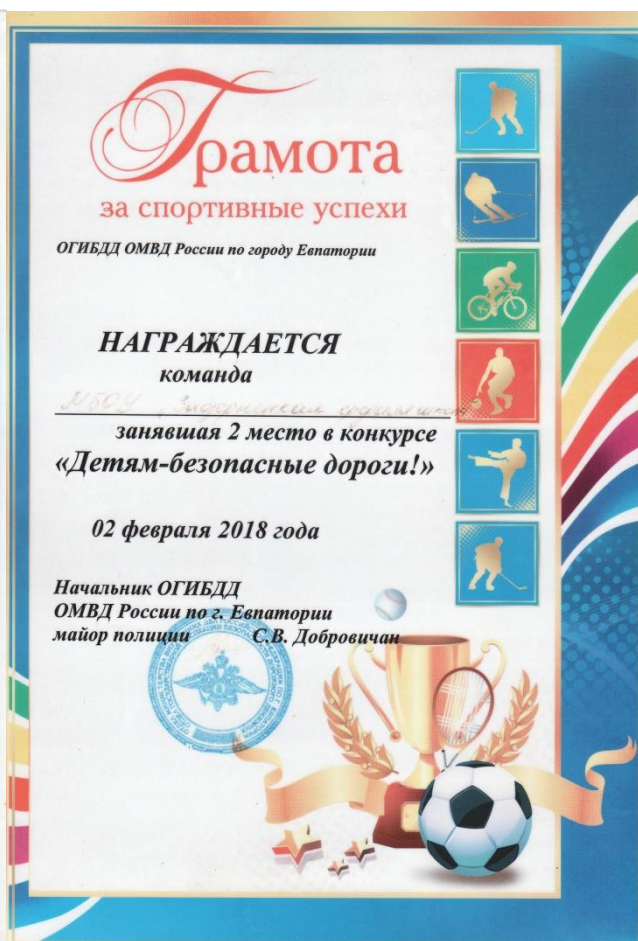 Грамота
за спортивные успехи
ОГИБДД ОМВД России по городу Евпатории
НАГРАЖДАЕТСЯ
команда
МБОУ школа
занявшая 2 место в конкурсе
«Детям-безопасные дороги!»
02 февраля 2018 года
Начальник ОГИБДД
ОМВД России по г. Евпатории
майор полиции С.В. Добровичан